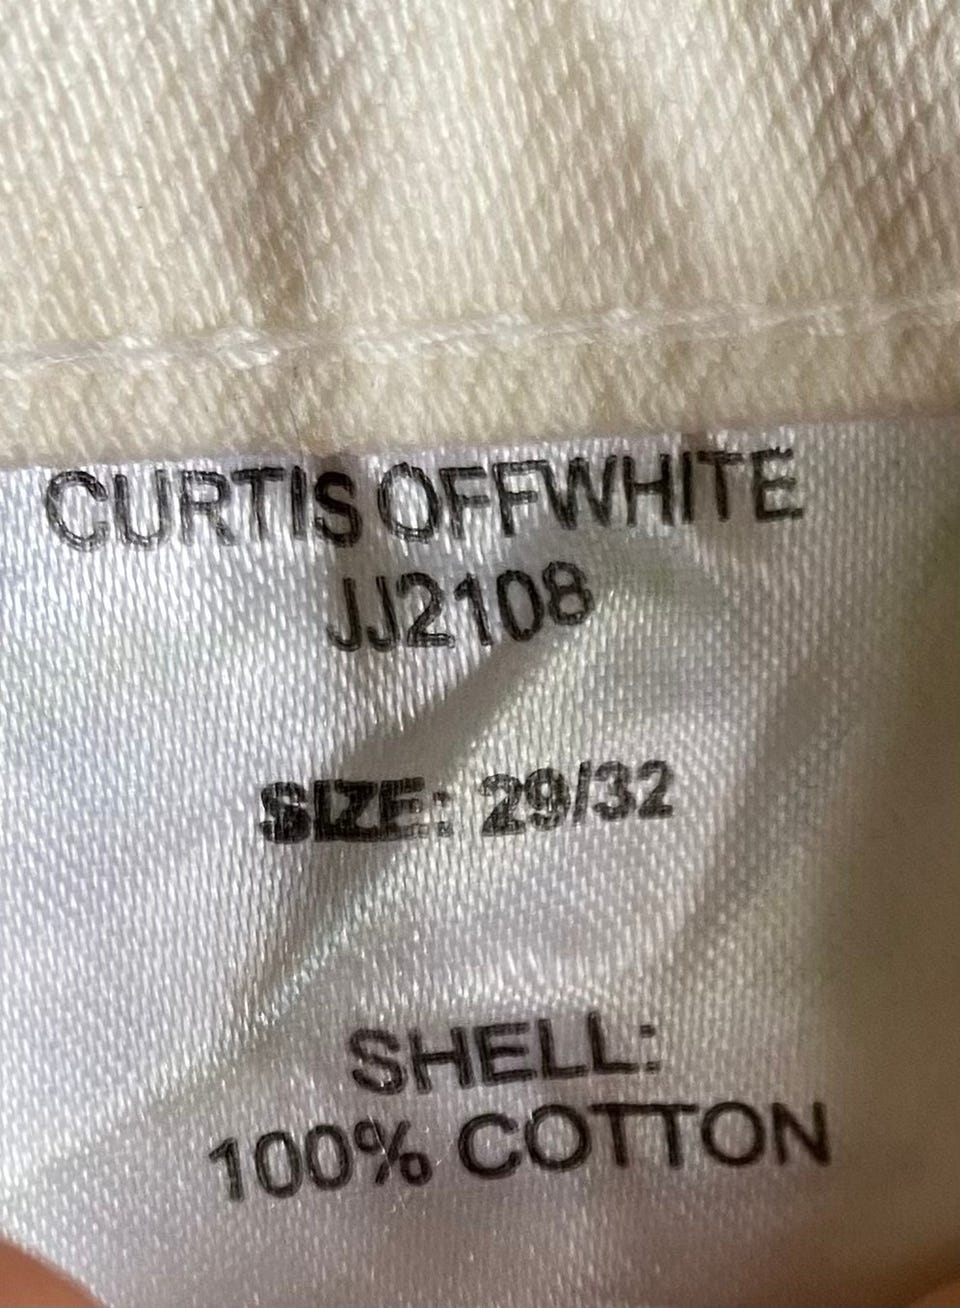 CURTIS OFFWHITE
JJ2108
SIZE: 29/32
SHELL:
100% COTTON